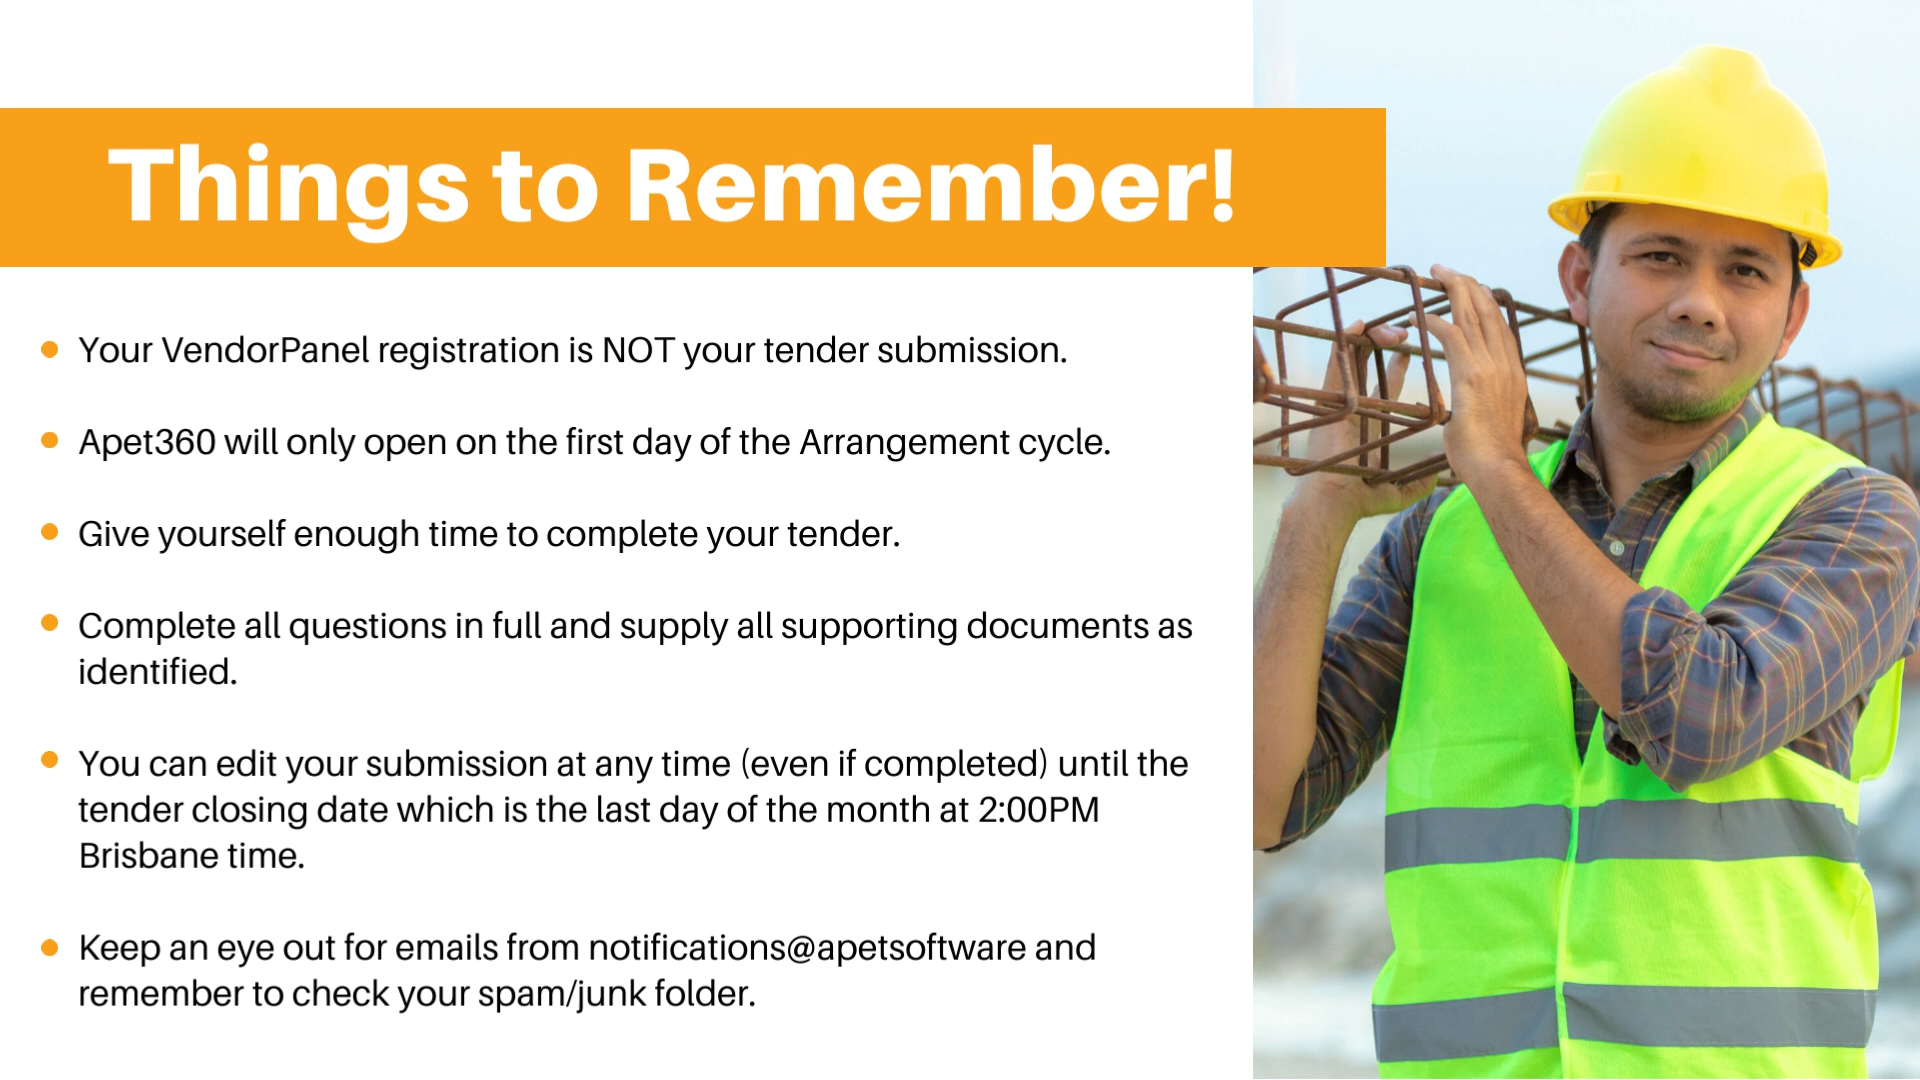 Things to Remember!
Your VendorPanel registration is NOT your tender submission.
Apet360 will only open on the first day of the Arrangement cycle.
Give yourself enough time to complete your tender.
Complete all questions in full and supply all supporting documents as
identified.
You can edit your submission at any time (even if completed) until the
tender closing date which is the last day of the month at 2:00PM
Brisbane time.
Keep an eye out for emails from notifications@apetsoftware and
remember to check your spam/junk folder.